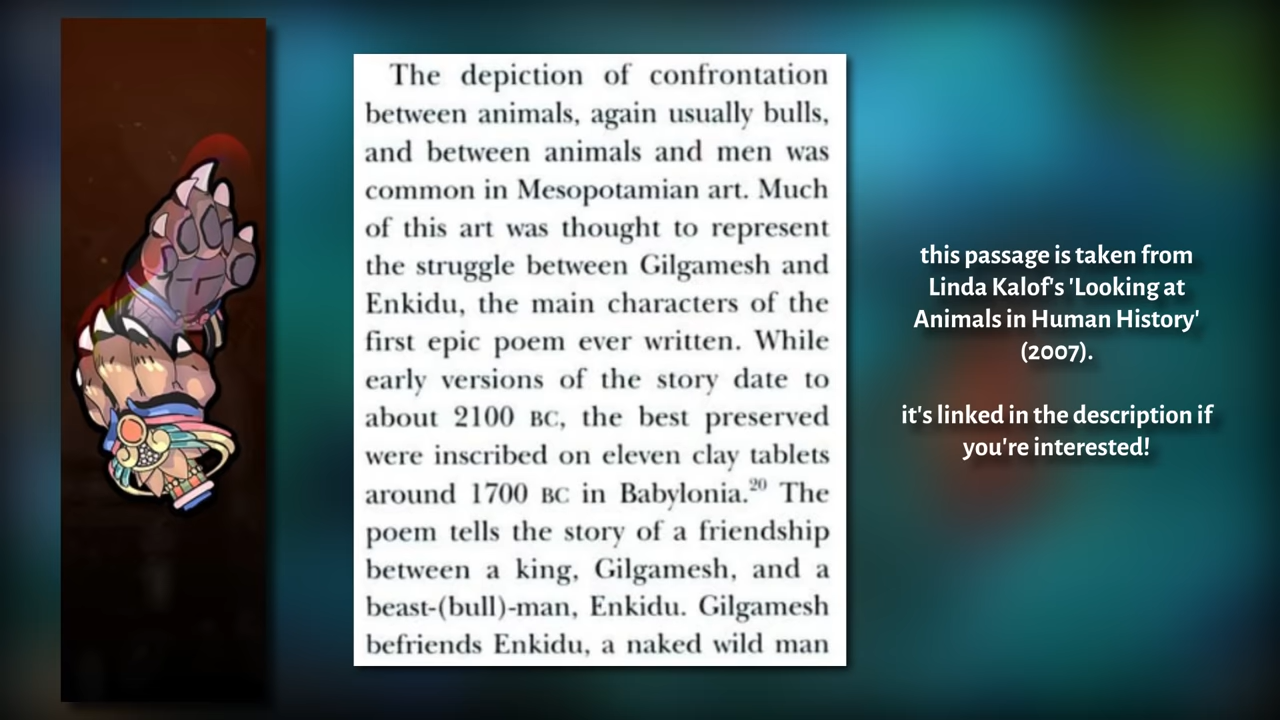 The depiction of confrontation
between animals, again usually bulls,
and between animals and men was
common in Mesopotamian art. Much
of this art was thought to represent
the struggle between Gilgamesh and
Enkidu, the main characters of the
first epic poem ever written. While
early versions of the story date to
about 2100 BC, the best preserved
were inscribed on eleven clay tablets
around 1700 BC in Babylonia.20 The
poem tells the story of a friendship
between a king, Gilgamesh, and a
beast-(bull)-man, Enkidu. Gilgamesh
befriends Enkidu, a naked wild man
this passage is taken from
Linda Kalof's 'Looking at
Animals in Human History'
(2007).
it's linked in the description if
you're interested!